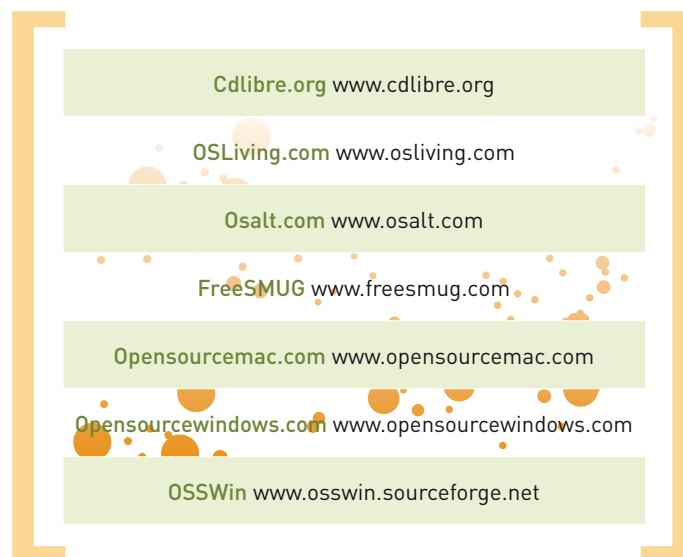 Cdlibre.org www.cdlibre.org
OSLiving.com www.osliving.com
Osalt.com www.osalt.com
FreeSMUG www.freesmug.com
Opensourcemac.com www.opensourcemac.com
Opensourcewindows.com www.opensourcewindows.com
OSSWin www.osswin.sourceforge.net